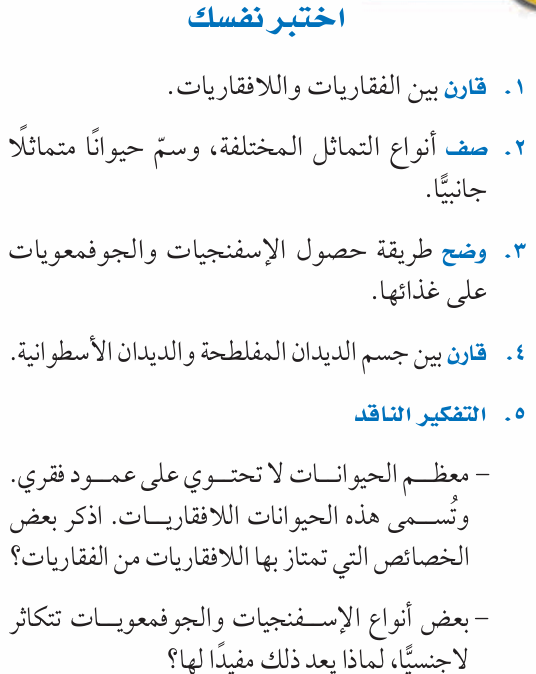 اختبر نفسك
١. قارن بين الفقاريات واللافقاريات.
٢. صف أنواع التماثل المختلفة، وسمّ حيوانًا متماثلًا
جانبيًّا.
٣. وضح طريقة حصول الإسفنجيات والجوفمعويات
على غذائها.
٤. قارن بين جسم الديدان المفلطحة والديدان الأسطوانية.
٥. التفكير الناقد
– معظم الحيوانات لا تحتوي على عمود فقري.
وتُسمى هذه الحيوانات اللافقاريات. اذكر بعض
الخصائص التي تمتاز بها اللافقاريات من الفقاريات؟
– بعض أنواع الإسفنجيات والجوفمعويات تتكاثر
لاجنسيًّا، لماذا يعد ذلك مفيدًا لها؟